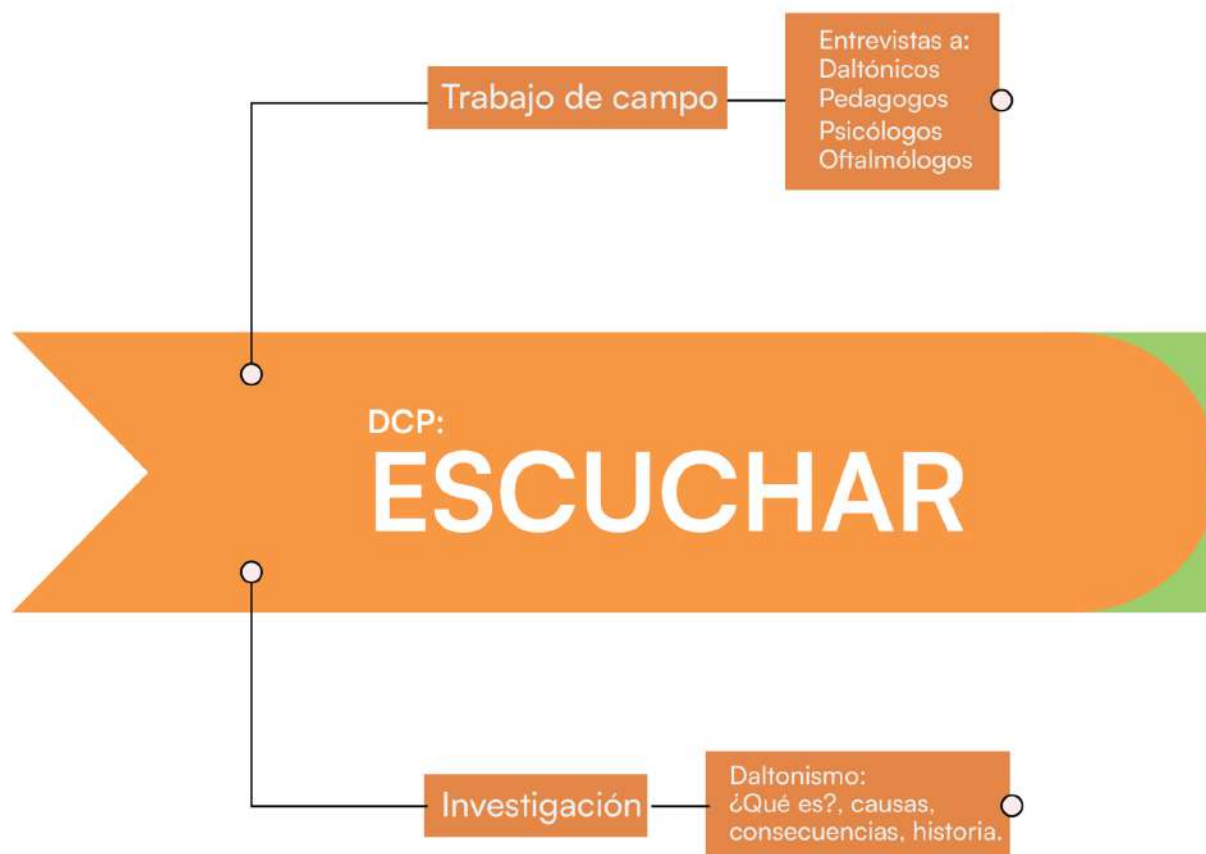 Trabajo de campo
Entrevistas a:
Daltónicos
Pedagogos
Psicólogos
Oftalmólogos
DCP:
ESCUCHAR
Investigación
Daltonismo:
¿Qué es?, causas,
consecuencias, historia.